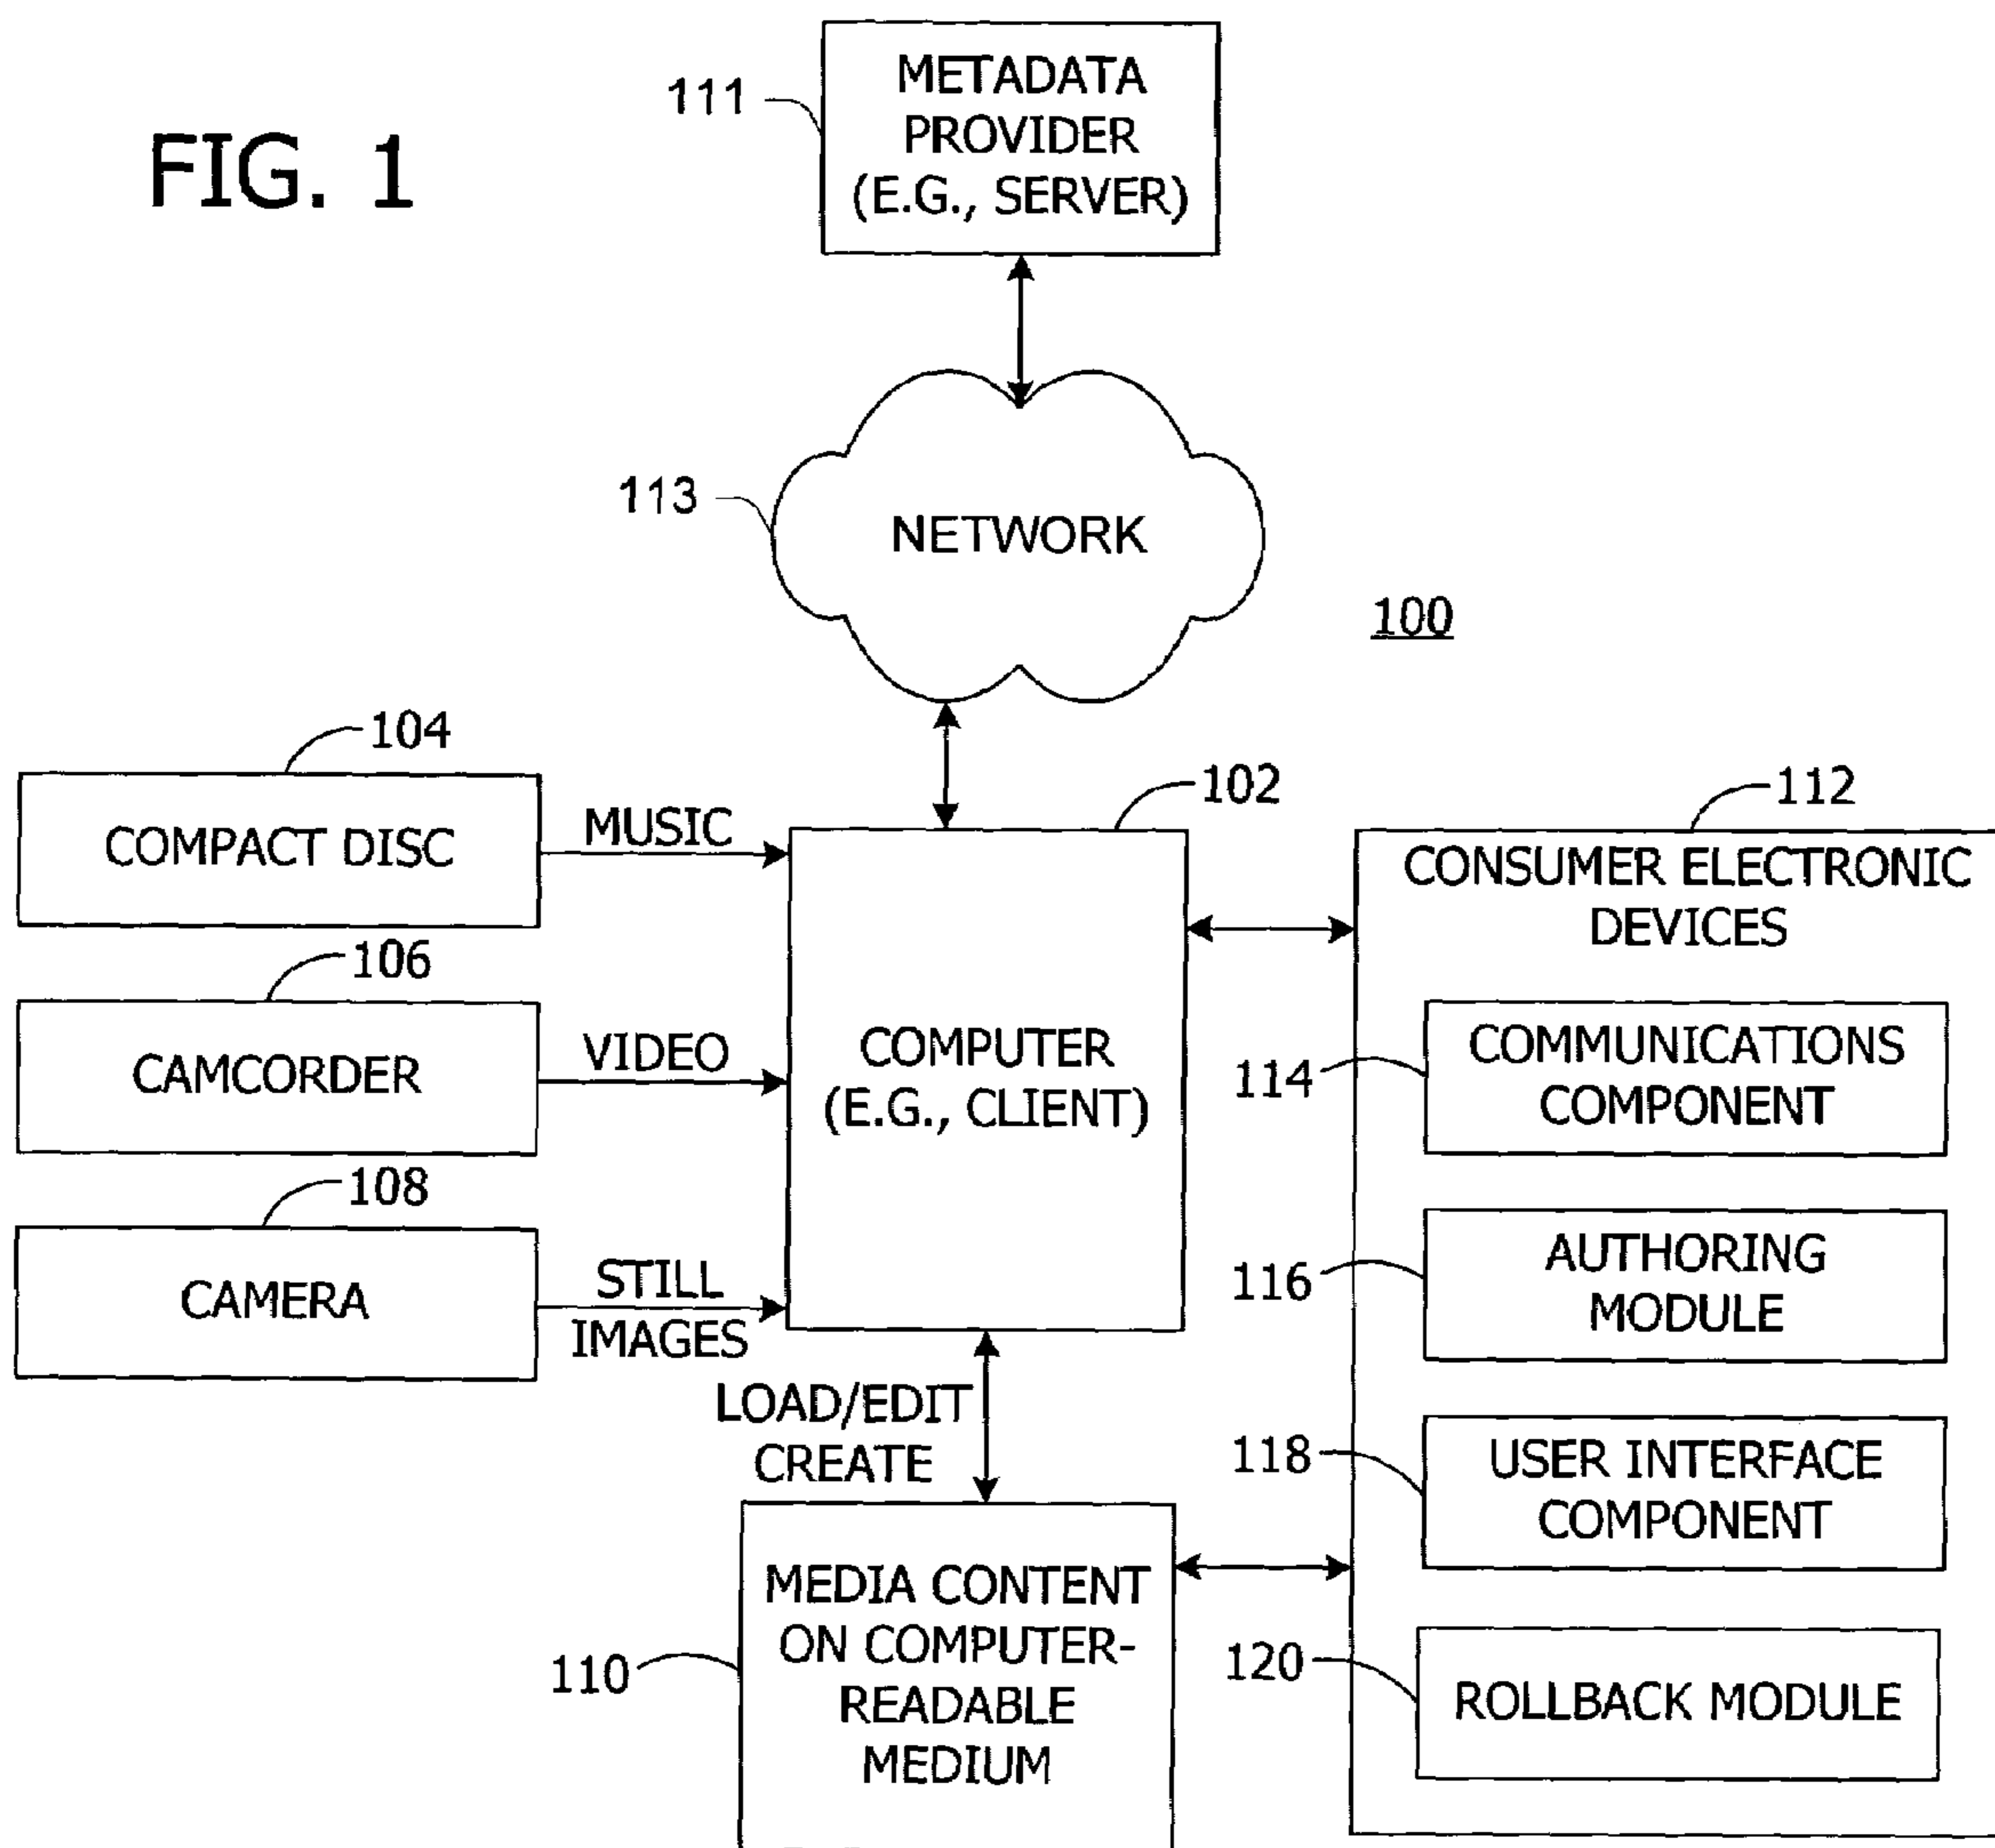 FIG. 1
111
METADATA
PROVIDER
(E.G., SERVER)
113
NETWORK
100
104
COMPACT DISC
MUSIC
102
COMPUTER
(E.G., CLIENT)
106
CAMCORDER
VIDEO
108
CAMERA
STILL
IMAGES
LOAD/EDIT
CREATE
110
MEDIA CONTENT
ON COMPUTER-
READABLE
MEDIUM
112
CONSUMER ELECTRONIC
DEVICES
114
COMMUNICATIONS
COMPONENT
116
AUTHORING
MODULE
118
USER INTERFACE
COMPONENT
120
ROLLBACK MODULE